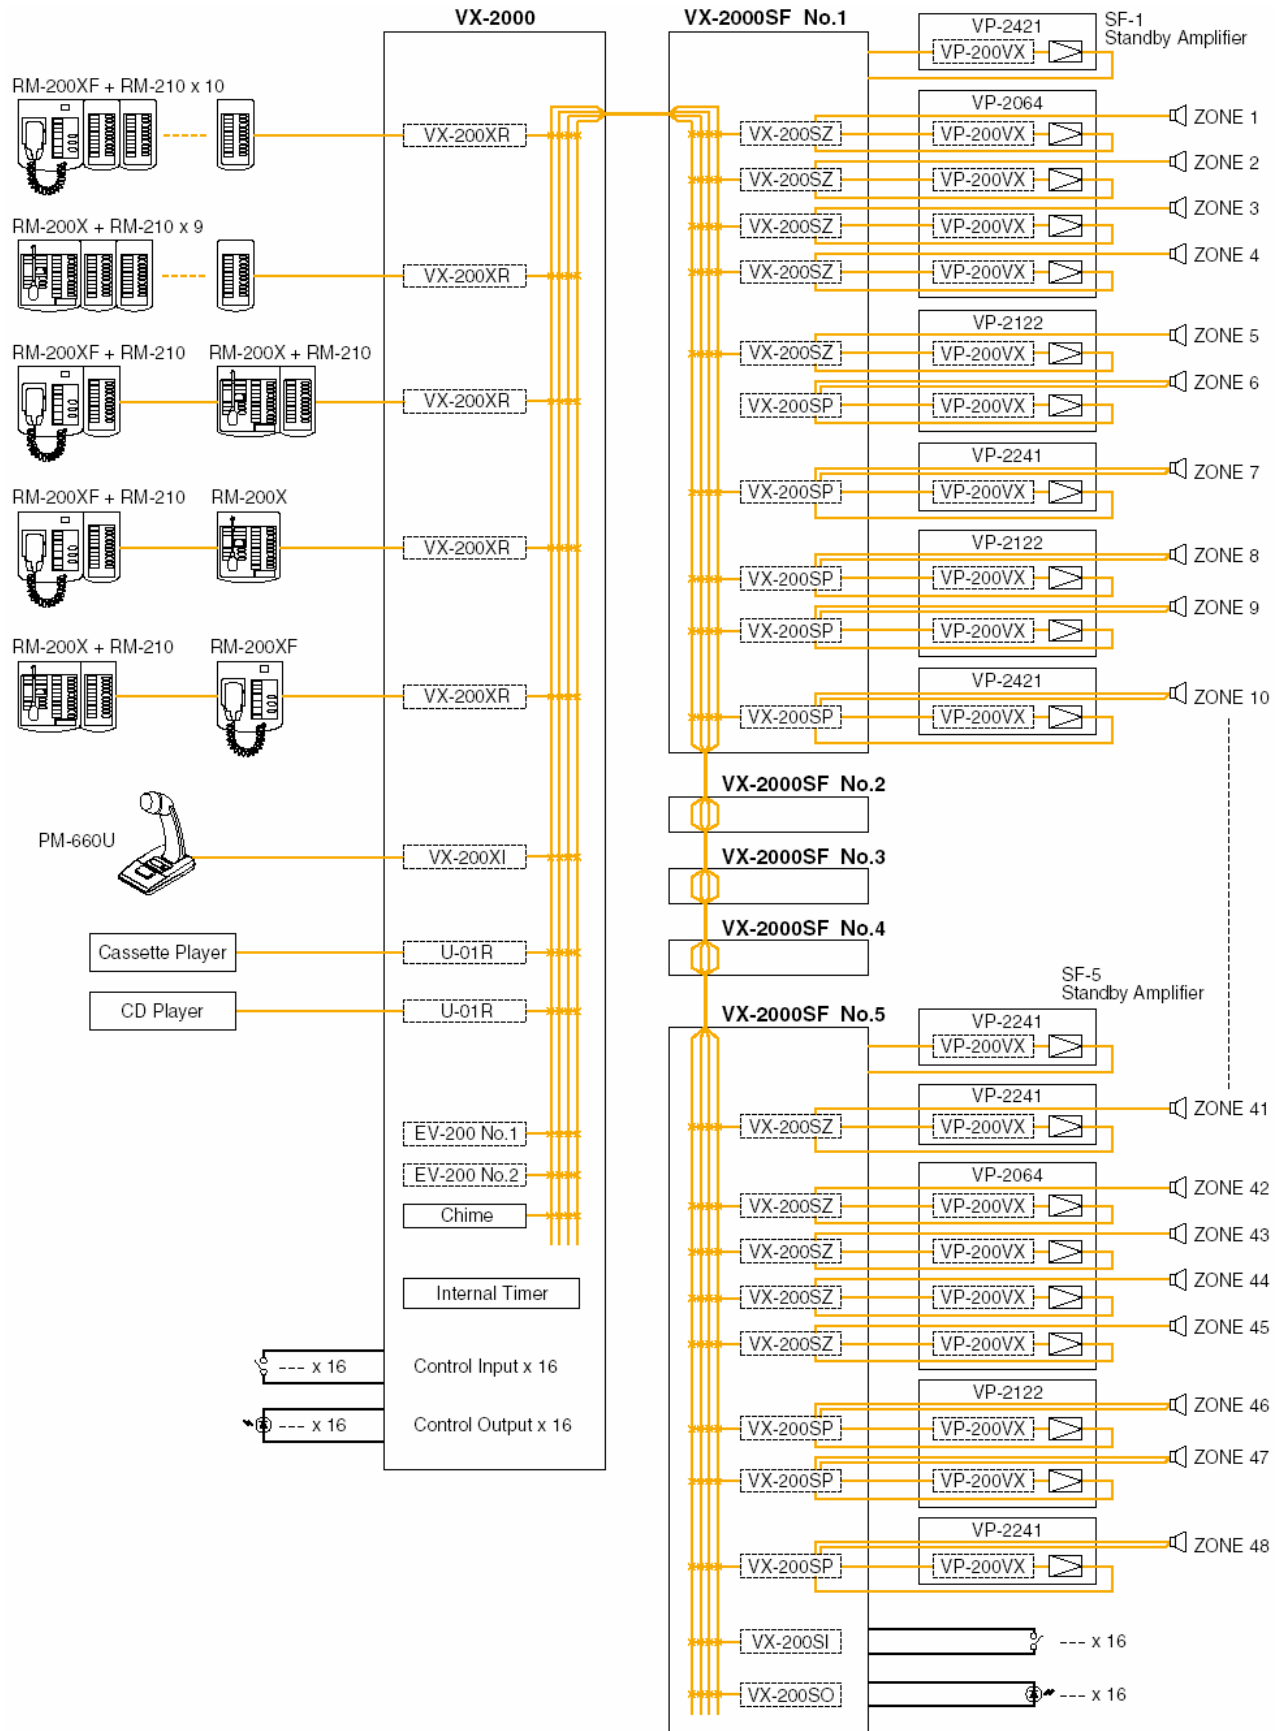 VX-2000
RM-200XF + RM-210 x 10
VX-200XR
RM-200X + RM-210 x 9
VX-200XR
RM-200XF + RM-210
RM-200X + RM-210
VX-200XR
RM-200XF + RM-210
RM-200X
VX-200XR
RM-200X + RM-210
RM-200XF
VX-200XR
PM-660U
VX-200XI
Cassette Player
U-01R
CD Player
U-01R
EV-200 No.1
EV-200 No.2
Chime
Internal Timer
--- x 16
Control Input x 16
--- x 16
Control Output x 16
VX-2000SF No.1
VP-2421
VP-200VX
SF-1
Standby Amplifier
VP-2064
VX-200SZ
VP-200VX
ZONE 1
VX-200SZ
VP-200VX
ZONE 2
VX-200SZ
VP-200VX
ZONE 3
VX-200SZ
VP-200VX
ZONE 4
VP-2122
VX-200SZ
VP-200VX
ZONE 5
VX-200SP
VP-200VX
ZONE 6
VP-2241
VX-200SP
VP-200VX
ZONE 7
VP-2122
VX-200SP
VP-200VX
ZONE 8
VX-200SP
VP-200VX
ZONE 9
VP-2421
VX-200SP
VP-200VX
ZONE 10
VX-2000SF No.2
VX-2000SF No.3
VX-2000SF No.4
VX-2000SF No.5
SF-5
Standby Amplifier
VP-2241
VP-200VX
VP-2241
VX-200SZ
VP-200VX
ZONE 41
VP-2064
VX-200SZ
VP-200VX
ZONE 42
VX-200SZ
VP-200VX
ZONE 43
VX-200SZ
VP-200VX
ZONE 44
VX-200SZ
VP-200VX
ZONE 45
VP-2122
VX-200SP
VP-200VX
ZONE 46
VX-200SP
VP-200VX
ZONE 47
VP-2241
VX-200SP
VP-200VX
ZONE 48
VX-200SI
--- x 16
VX-200SO
--- x 16